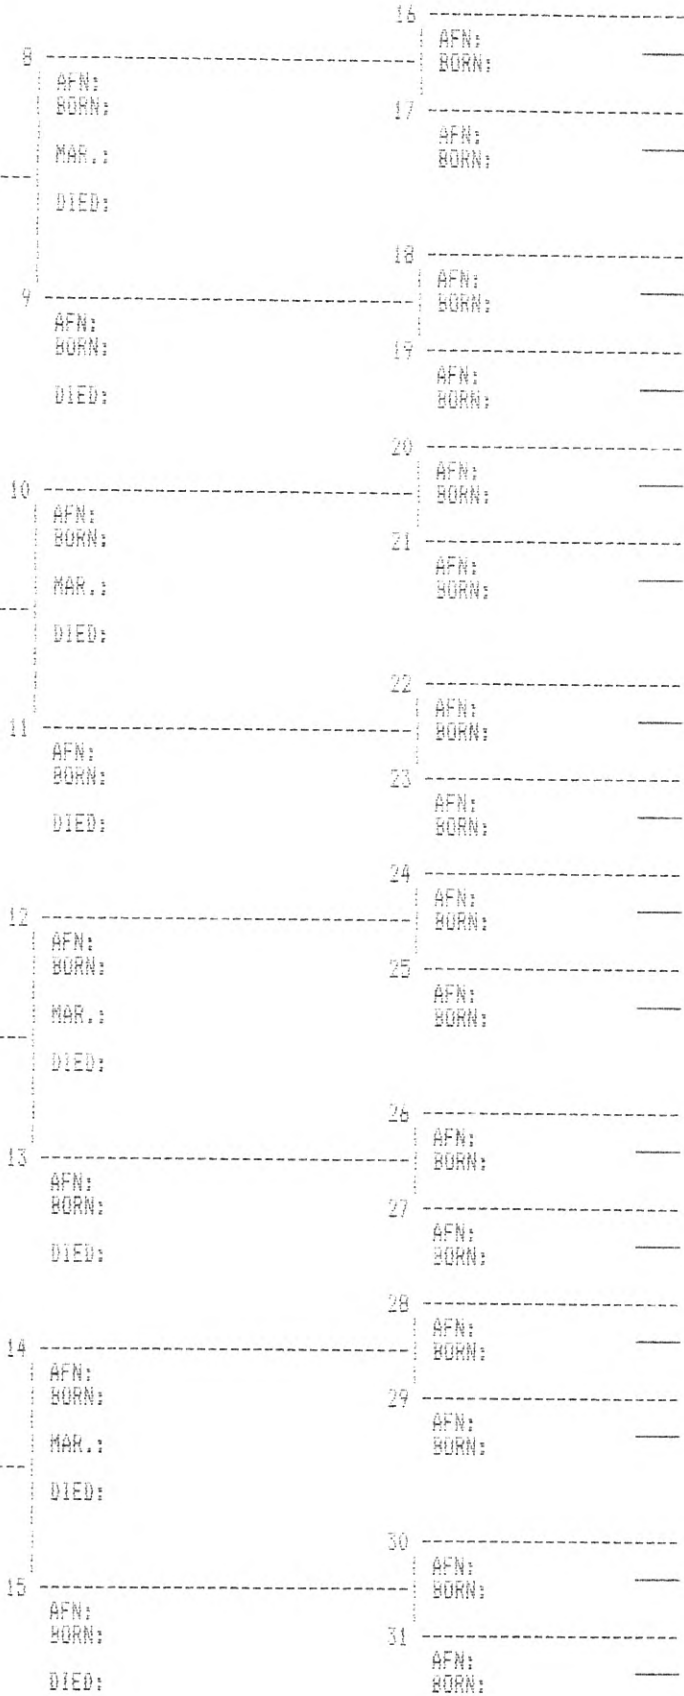 16
AFN:
8
BORN:
AFN:
BORN:
17
AFN:
MAR.:
BORN:
DIED:
18
AFN:
9
BORN:
AFN:
BORN:
19
AFN:
DIED:
BORN:
20
AFN:
10
BORN:
AFN:
BORN:
21
AFN:
MAR.:
BORN:
DIED:
22
AFN:
11
BORN:
AFN:
BORN:
23
AFN:
DIED:
BORN:
24
AFN:
12
BORN:
AFN:
BORN:
25
AFN:
MAR.:
BORN:
DIED:
26
AFN:
13
BORN:
AFN:
BORN:
27
AFN:
DIED:
BORN:
28
AFN:
14
BORN:
AFN:
BORN:
29
AFN:
MAR.:
BORN:
DIED:
30
AFN:
15
BORN:
AFN:
BORN:
31
AFN:
DIED:
BORN: